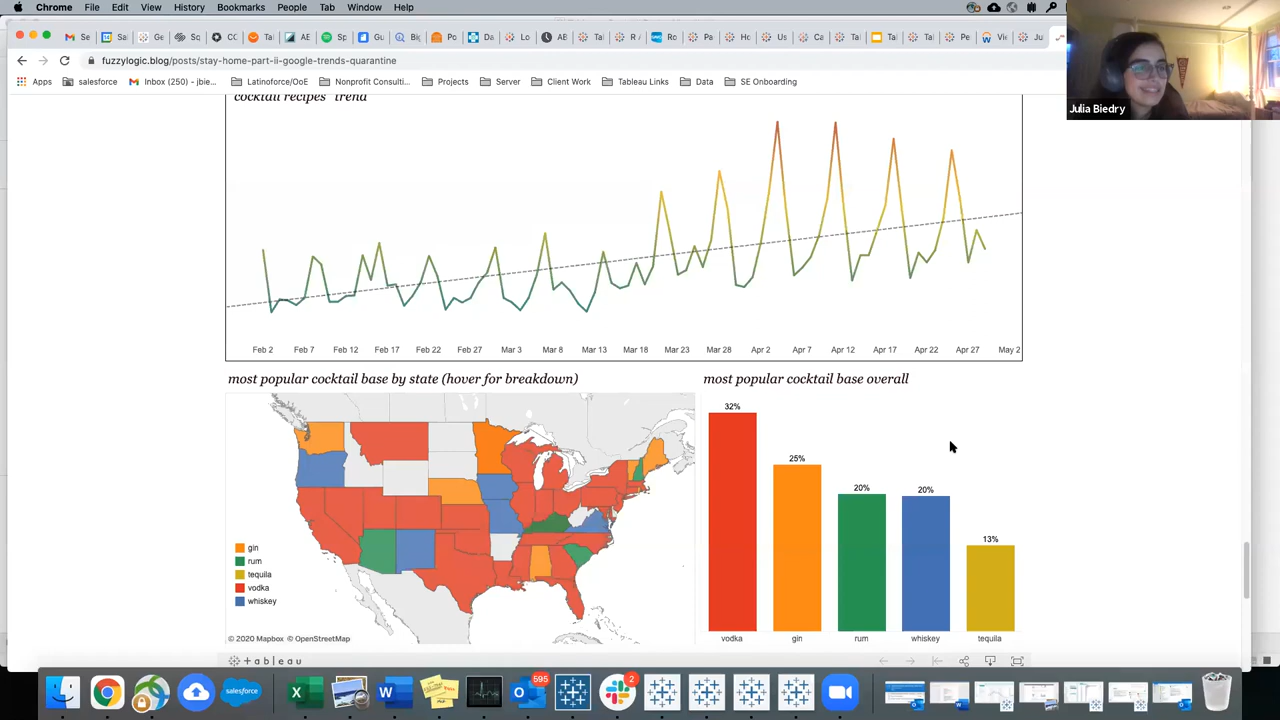 Chrome File Edit View History Bookmarks People Tab Window Help
fuzzylogic.blog/posts/stay-home-part-ii-google-trends-quarantine
Apps salesforce Inbox (250) - jbie... Latinoforce/OofE Nonprofit Consulti... Projects Server Client Work Tableau Links Data SE Onboarding
Julia Biedry
cocktail recipes" trend
Feb 2 Feb 7 Feb 12 Feb 17 Feb 22 Feb 27 Mar 3 Mar 8 Mar 13 Mar 18 Mar 23 Mar 28 Apr 2 Apr 7 Apr 12 Apr 17 Apr 22 Apr 27 May 2
most popular cocktail base by state (hover for breakdown)
gin
rum
tequila
vodka
whiskey
© 2020 Mapbox © OpenStreetMap
most popular cocktail base overall
32%
25%
20%
20%
13%
vodka gin rum whiskey tequila
+ a b | e a u
salesforce
595
2